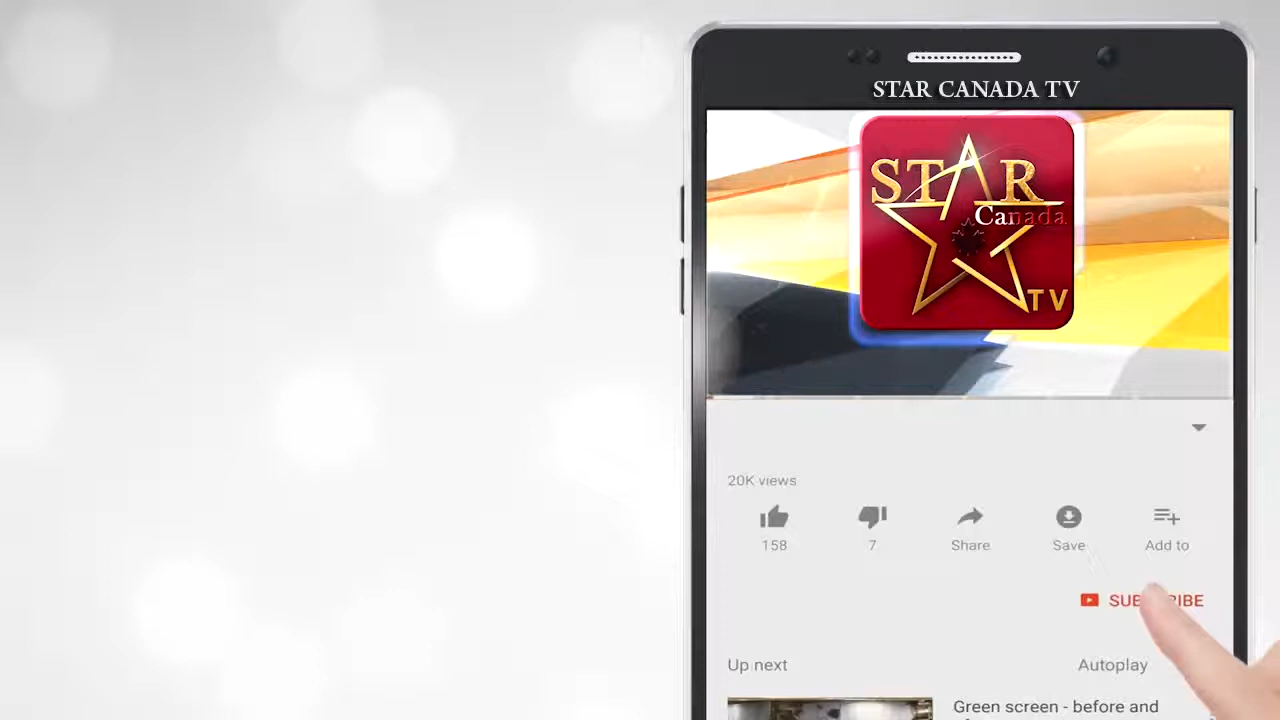 STAR CANADA TV
STAR
Canada
TV
20K views
158
7
Share
Save
Add to
SUBSCRIBE
Up next
Autoplay
Green screen - before and